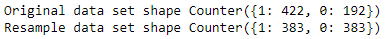 Original data set shape Counter({1: 422, 0: 192})
Resample data set shape Counter({1: 383, 0: 383})